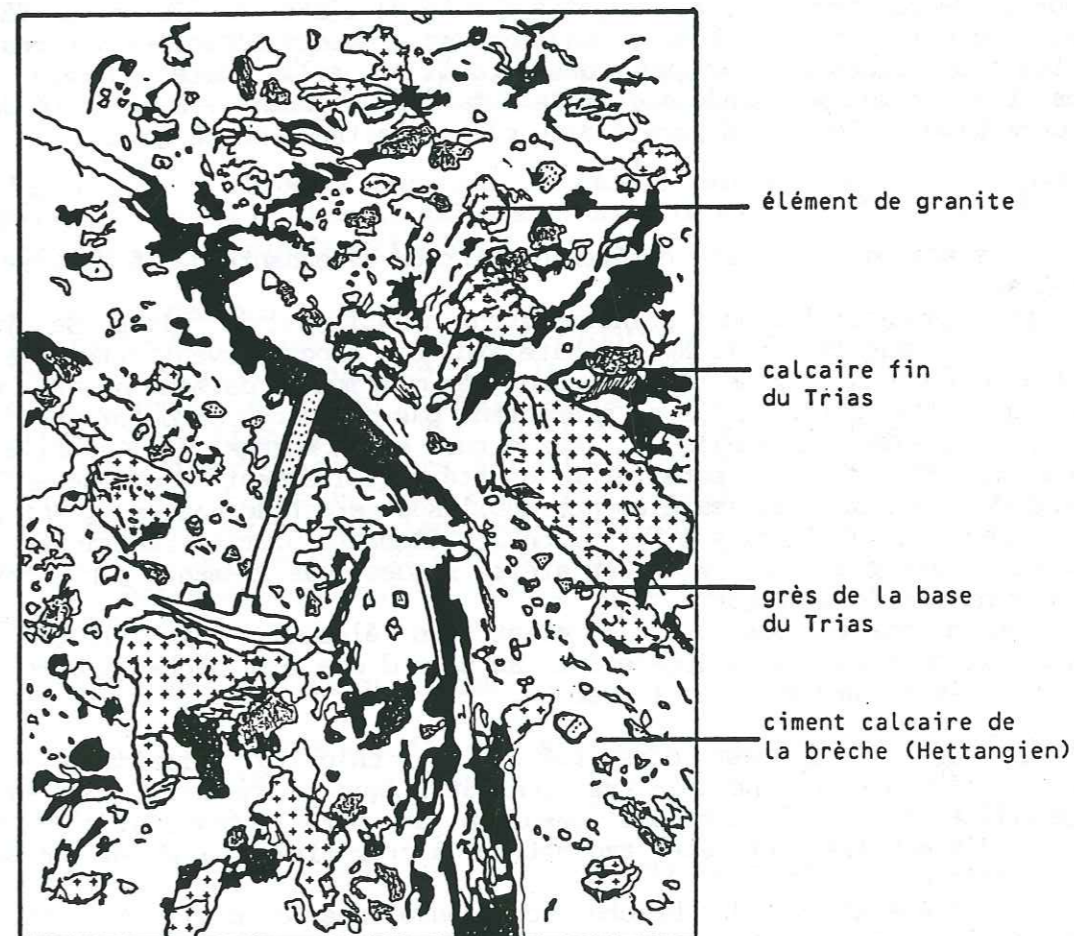 élément de granite
calcaire fin
du Trias
grès de la base
du Trias
ciment calcaire de
la brèche (Hettangien)